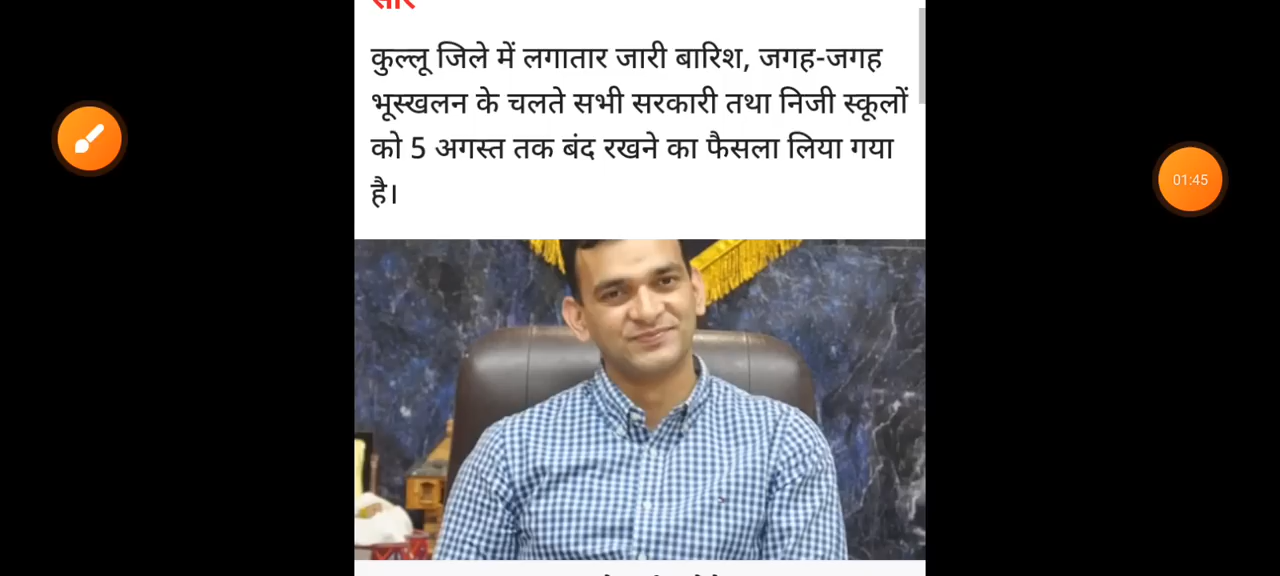 सार
कुल्लू जिले में लगातार जारी बारिश, जगह-जगह
भूस्खलन के चलते सभी सरकारी तथा निजी स्कूलों
को 5 अगस्त तक बंद रखने का फैसला लिया गया
है।
01:45